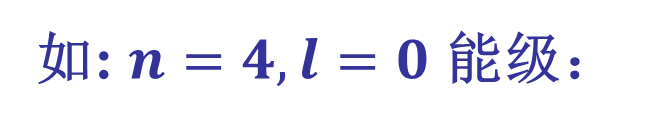 如: n = 4, l = 0 能级: